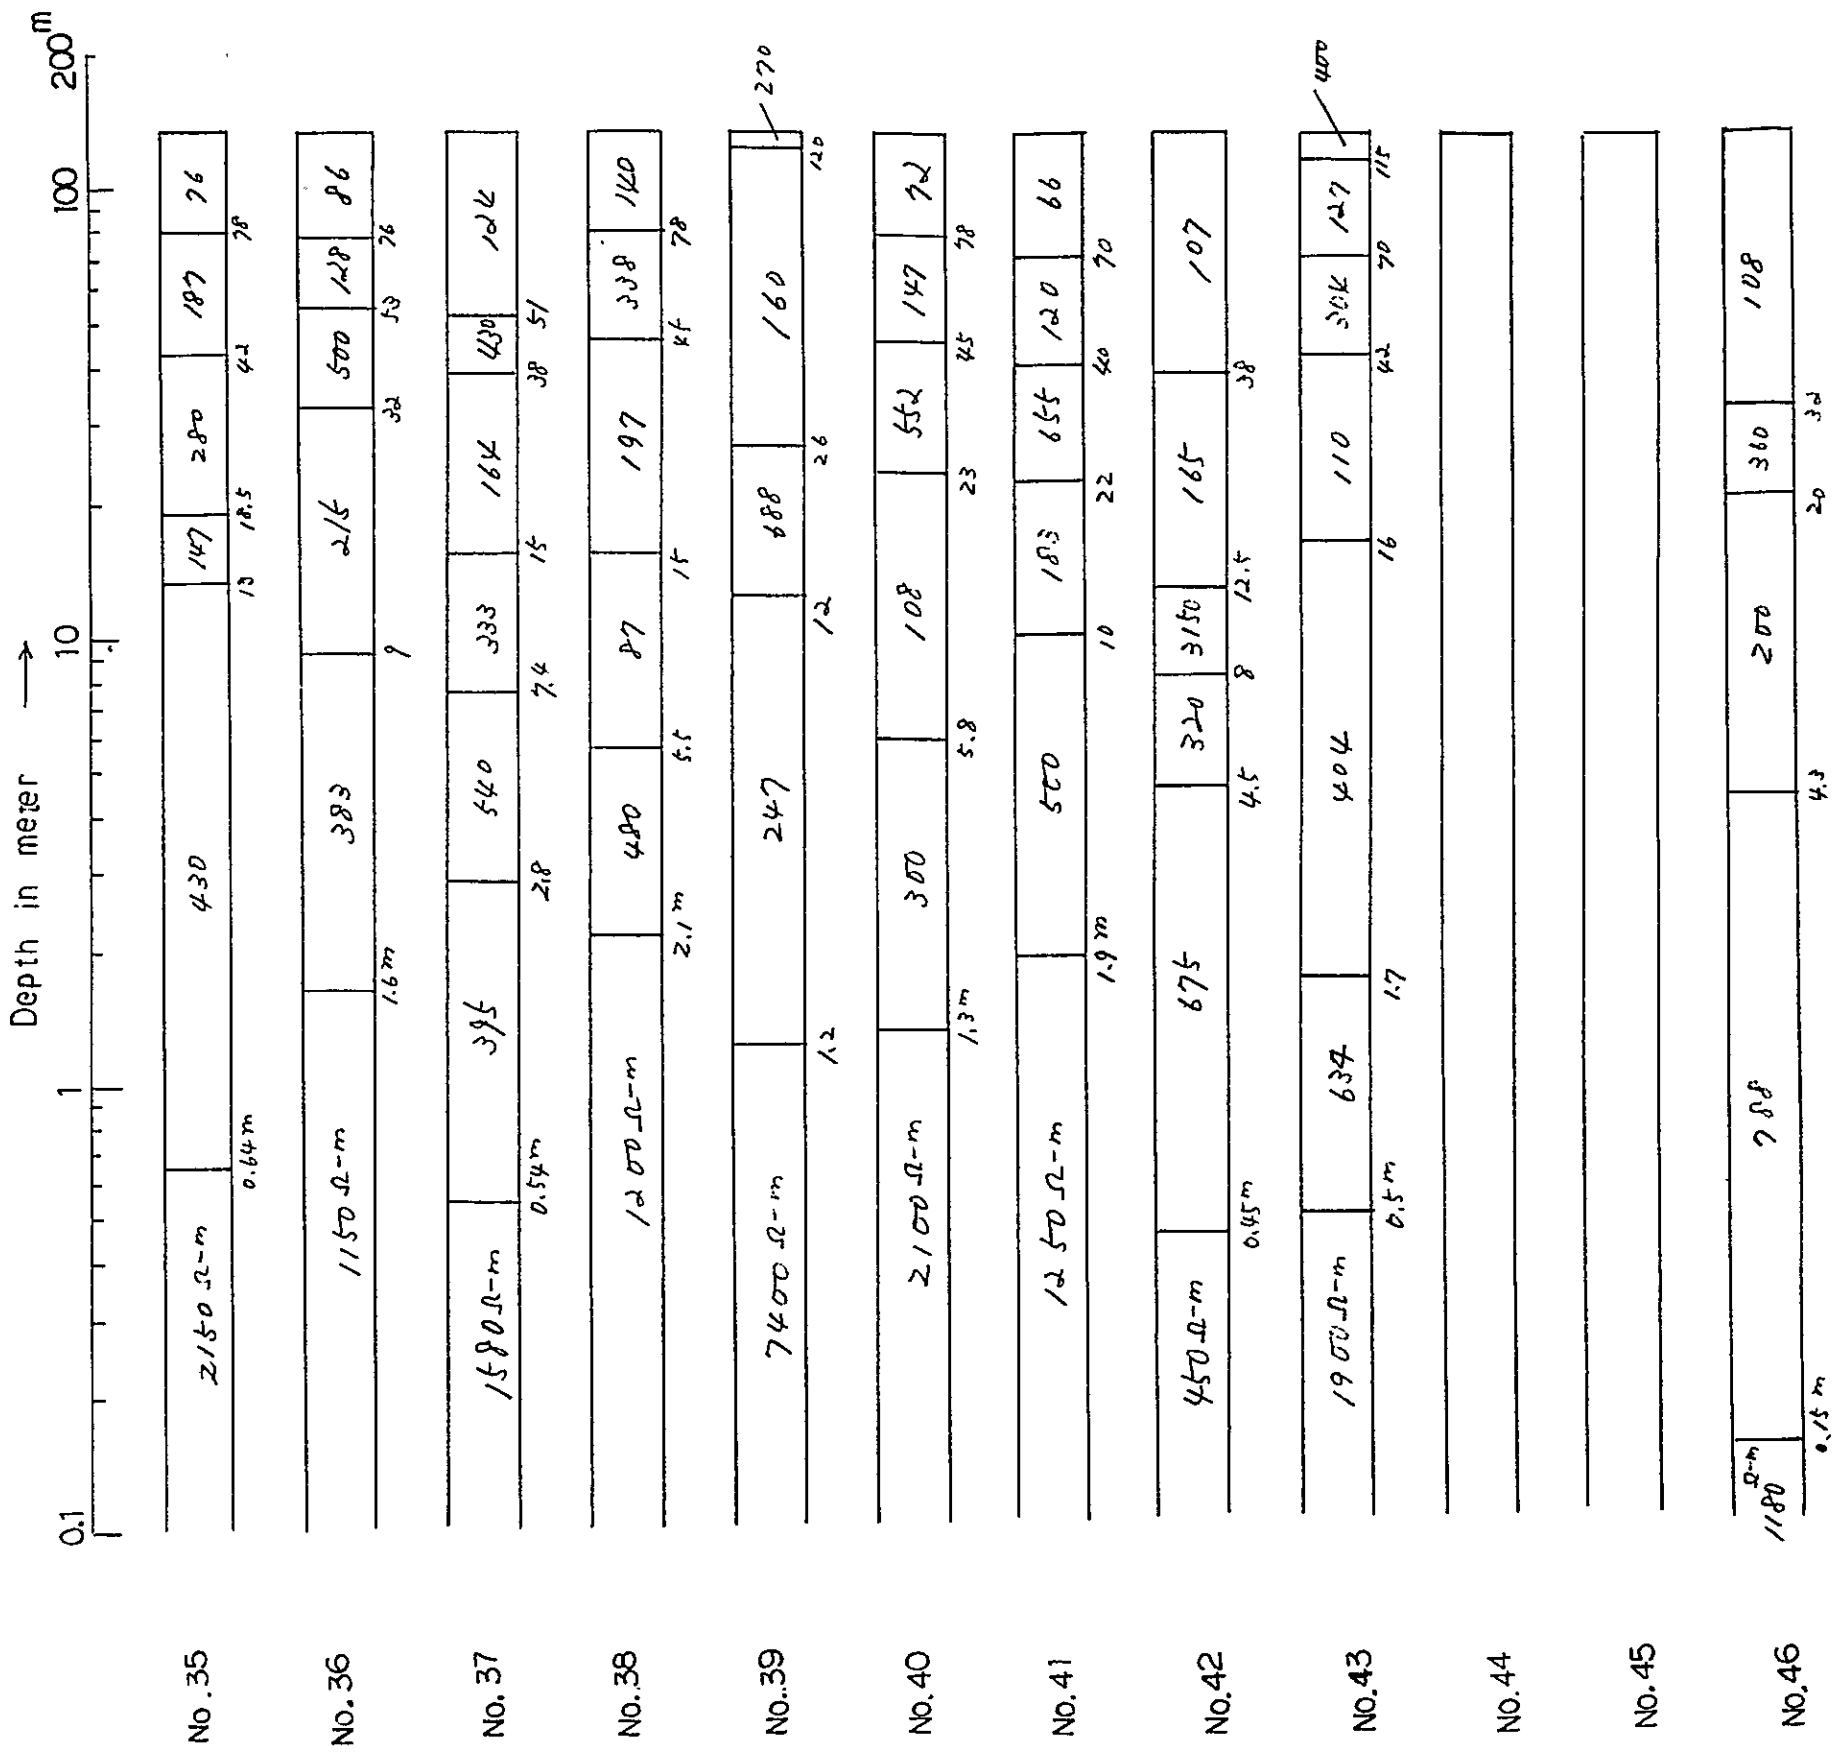 Depth in meter →
0.1 1 10 100 200 m
No.35 2150 Ω-m 430 147 280 187 76
0.64m 13 18.5 42 78
No.36 1150 Ω-m 383 215 500 128 86
1.6m 9 32 53 76
No.37 1580 Ω-m 395 540 333 164 430 124
0.54m 2.8 7.4 15 38 51
No.38 1200 Ω-m 480 87 197 338 140
2.1m 5.5 15 45 78
No.39 7400 Ω-m 247 688 160 270
1.2 12 26 120
No.40 2100 Ω-m 300 108 552 147 72
1.3m 5.8 23 45 78
No.41 1250 Ω-m 500 183 655 120 66
1.9m 10 22 40 70
No.42 450 Ω-m 675 320 3150 165 107
0.45m 4.5 8 12.5 38
No.43 1900 Ω-m 634 404 110 304 127 400
0.5m 1.7 16 42 70 115
No.44
No.45
No.46 1180 Ω-m 788 200 360 108
0.15m 4.3 20 32